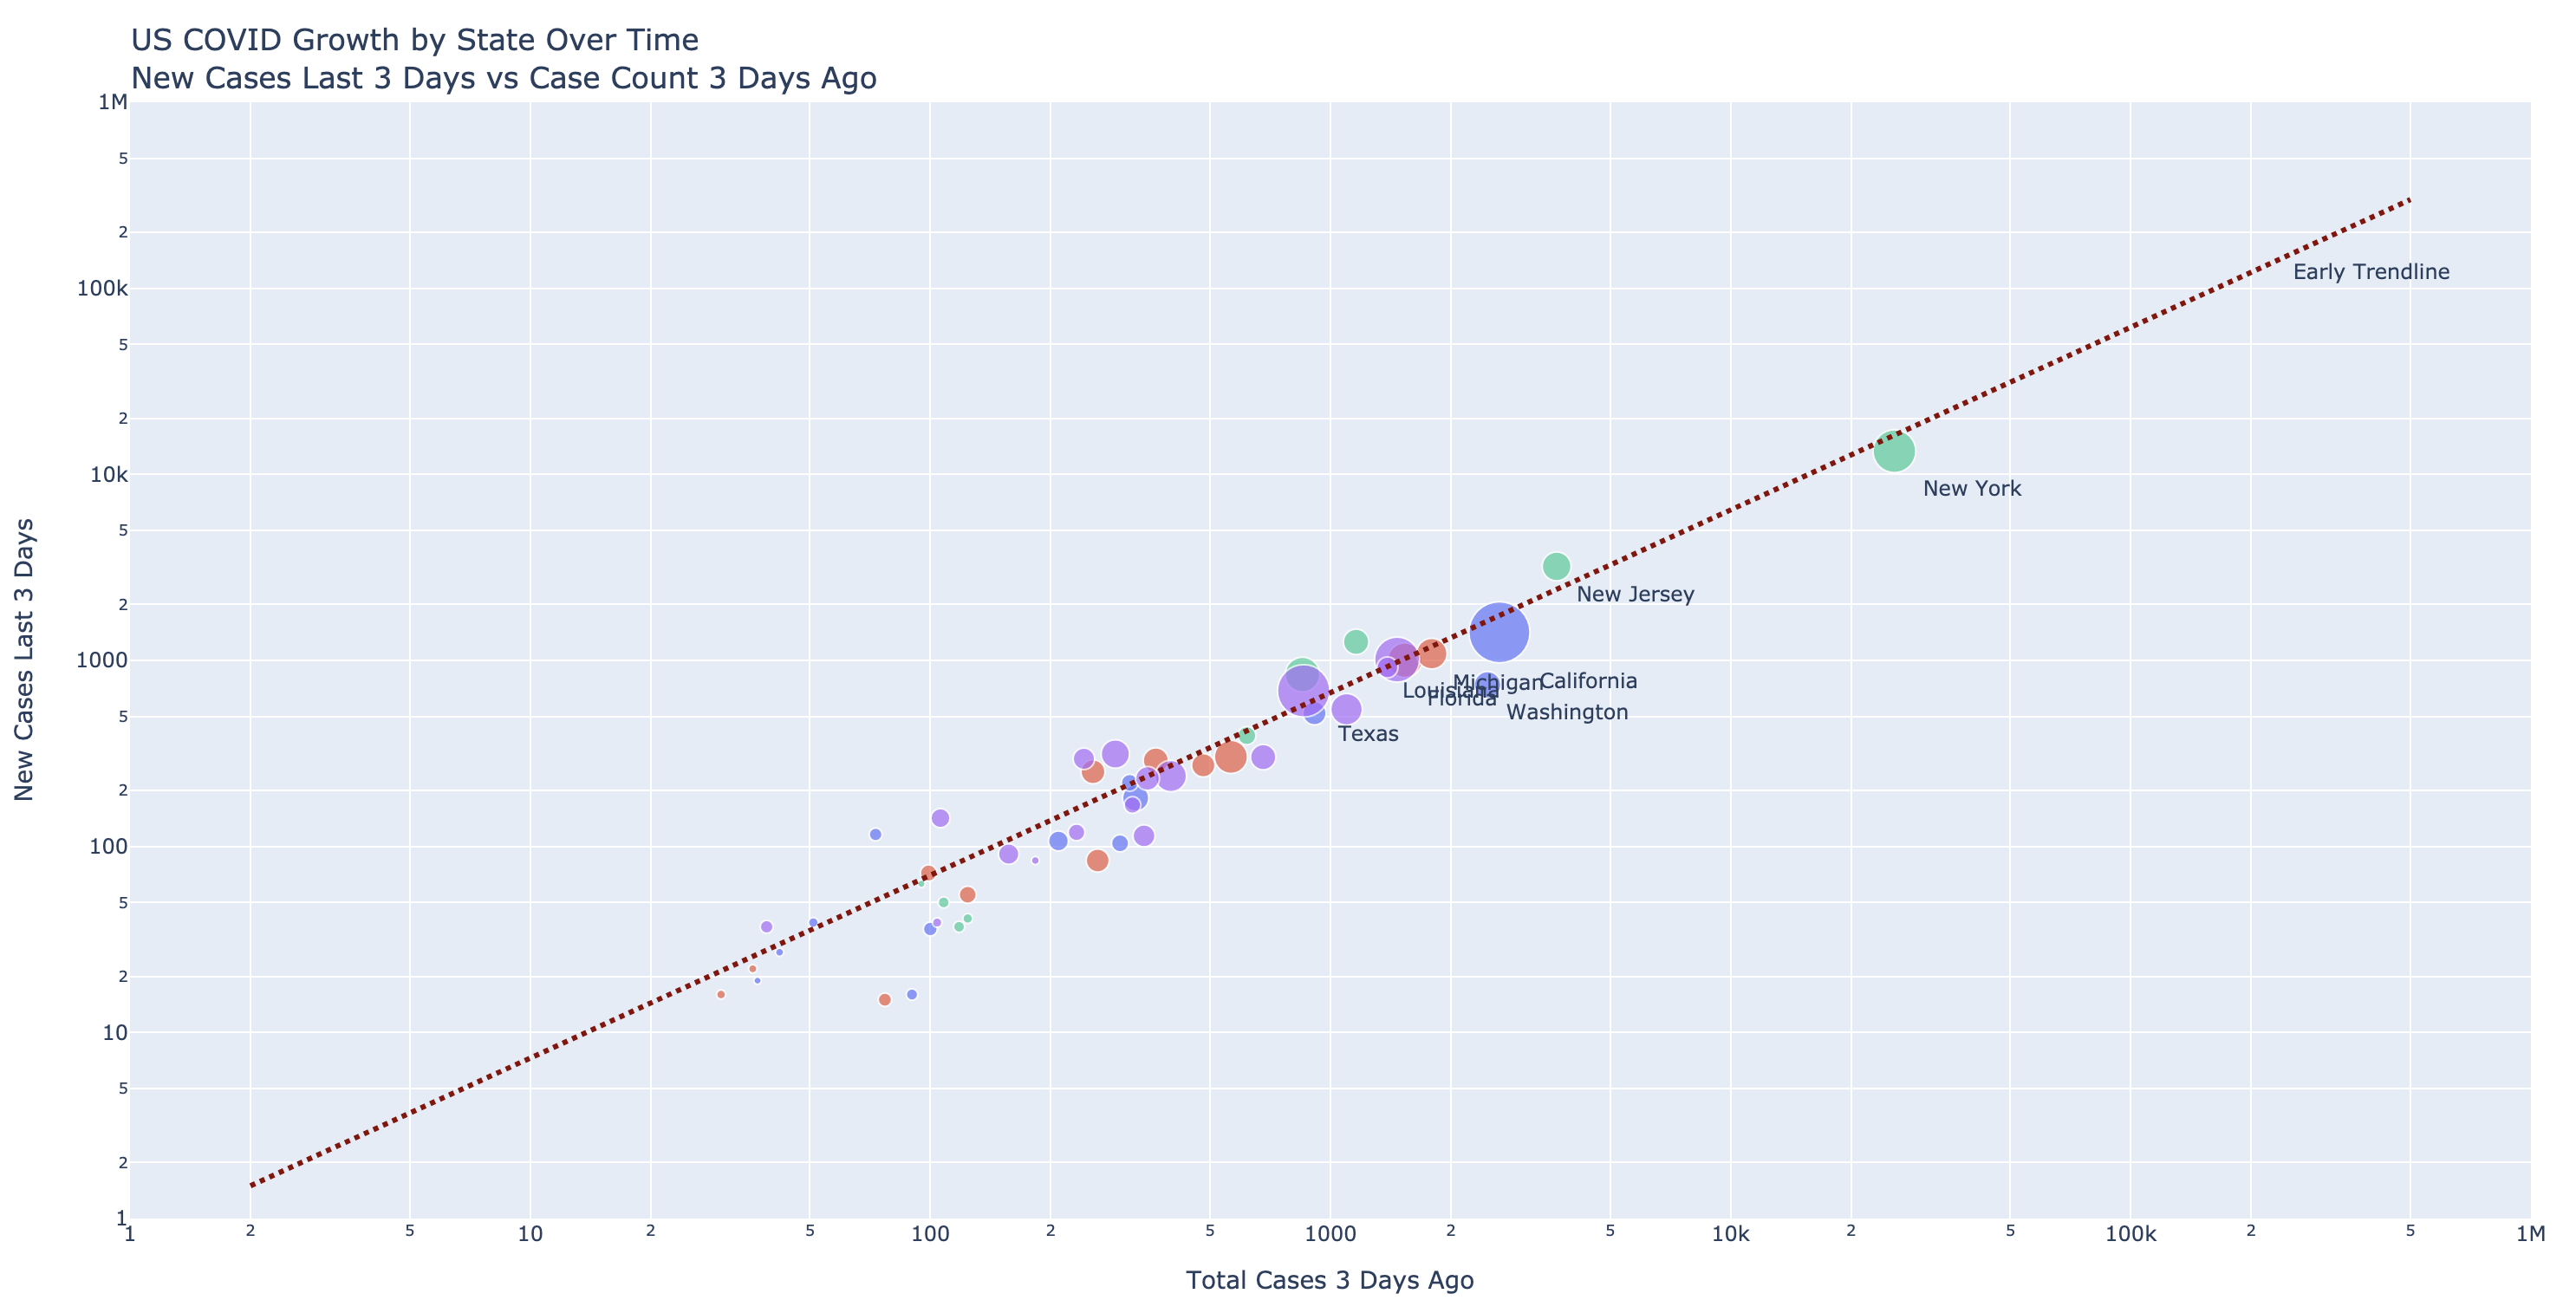 US COVID Growth by State Over Time
New Cases Last 3 Days vs Case Count 3 Days Ago
1M
5
2
100k
5
2
10k
5
2
1000
5
2
100
5
2
10
5
2
1
New Cases Last 3 Days
Early Trendline
New York
New Jersey
California
Michigan
Louisiana
Florida
Washington
Texas
1 2 5 10 2 5 100 2 5 1000 2 5 10k 2 5 100k 2 5 1M
Total Cases 3 Days Ago